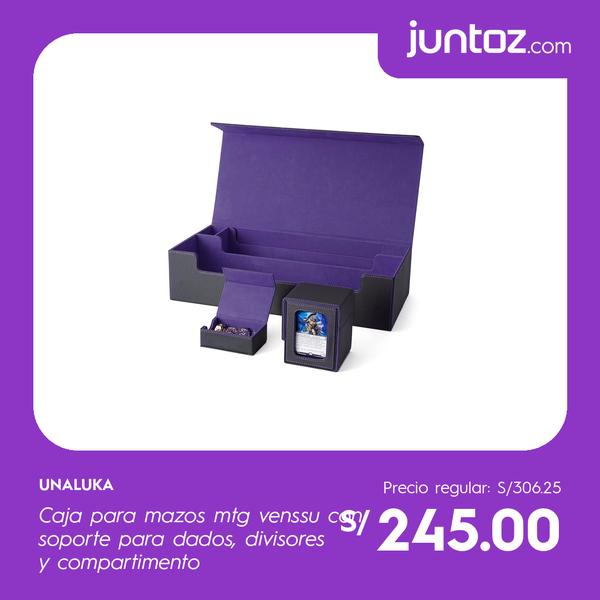 juntoz.com
UNALUKA
Caja para mazos mtg venssu con
soporte para dados, divisores
y compartimento
Precio regular: S/306.25
S/ 245.00